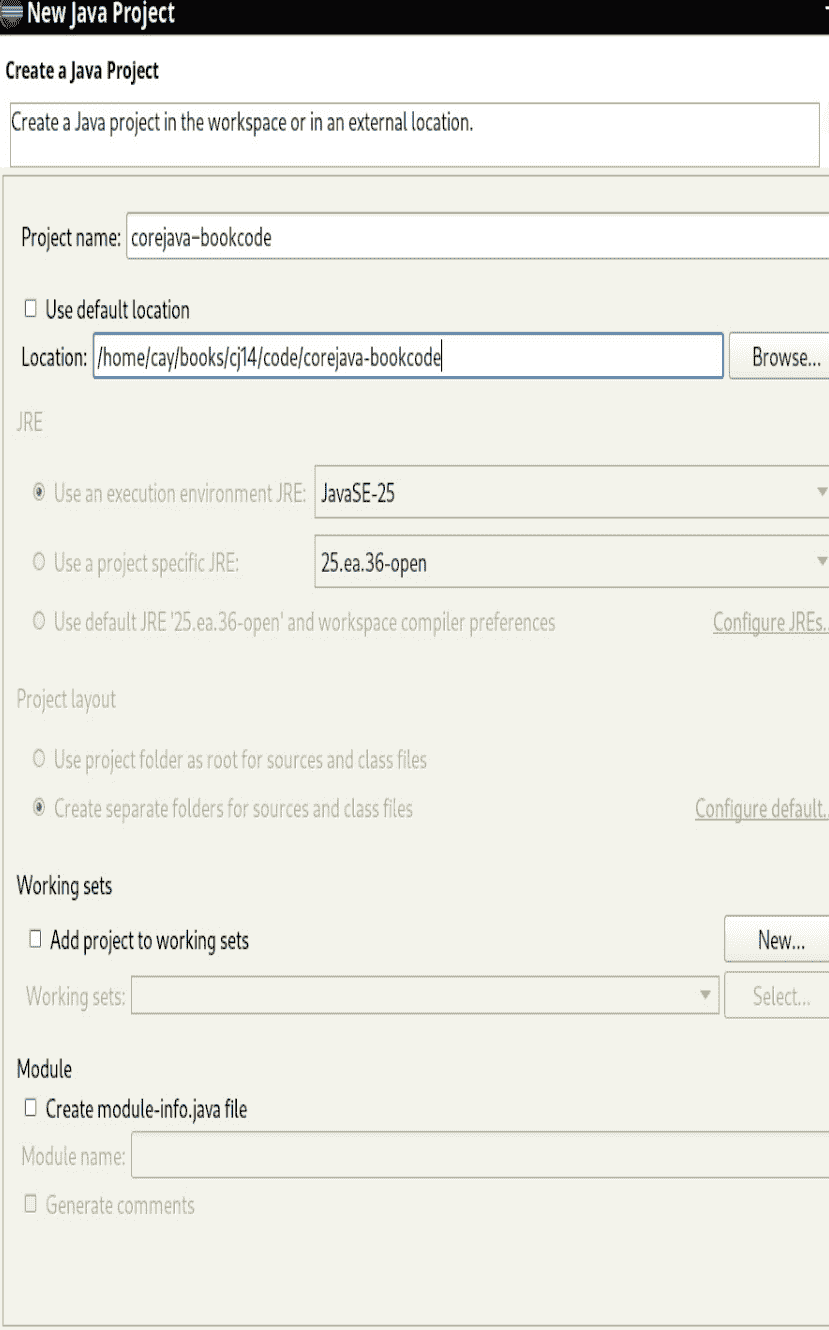 New Java Project
Create a Java Project
Create a Java project in the workspace or in an external location.
Project name: corejava-bookcode
Use default location
Location: /home/cay/books/cj14/code/corejava-bookcode Browse...
JRE
Use an execution environment JRE: JavaSE-25
Use a project specific JRE: 25.ea.36-open
Use default JRE '25.ea.36-open' and workspace compiler preferences Configure JREs..
Project layout
Use project folder as root for sources and class files
Create separate folders for sources and class files Configure default..
Working sets
Add project to working sets New...
Working sets: Select...
Module
Create module-info.java file
Module name:
Generate comments